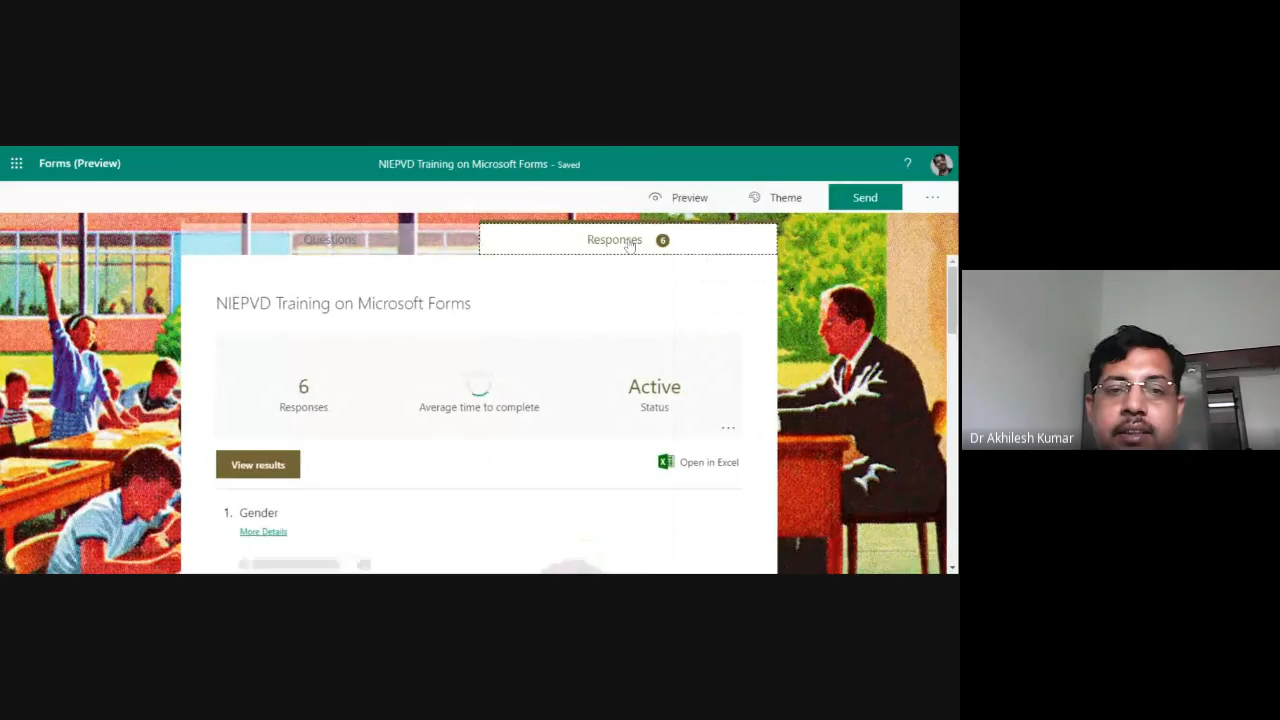 Forms (Preview)
NIEPVD Training on Microsoft Forms - Saved
?
Preview
Theme
Send
...
Questions
Responses 6
NIEPVD Training on Microsoft Forms
6
Responses
Average time to complete
Active
Status
...
View results
Open in Excel
1. Gender
More Details
Dr Akhilesh Kumar